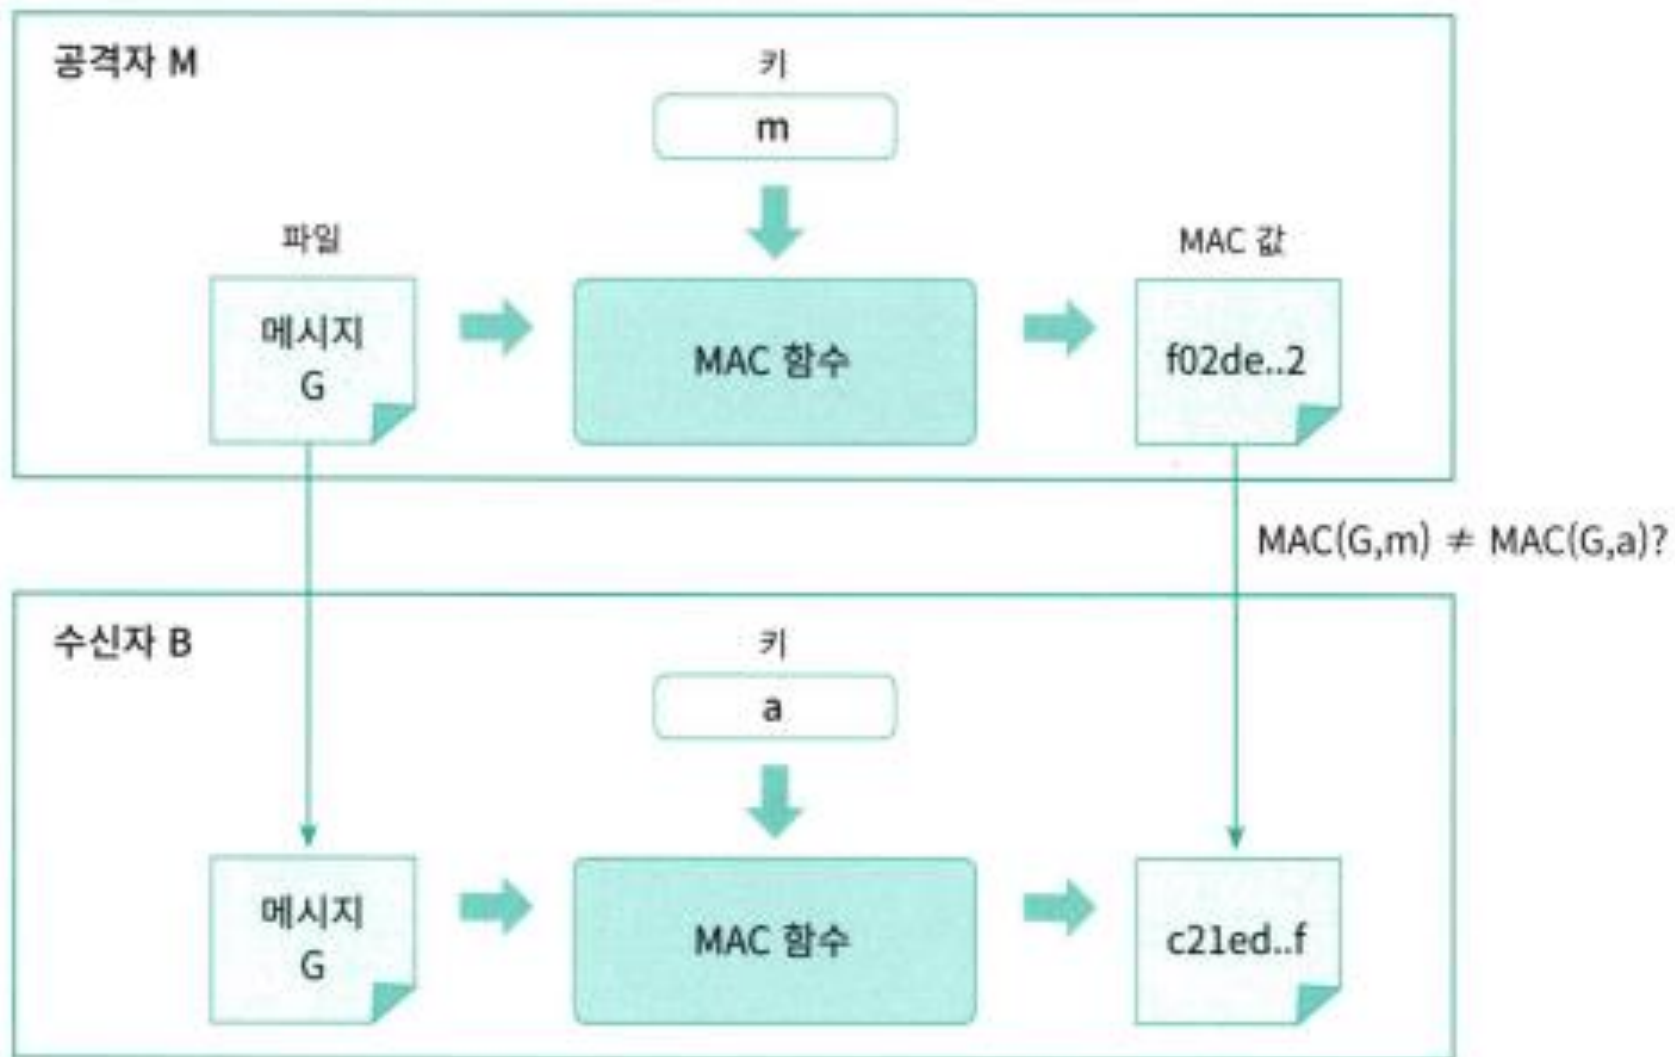 공격자 M
키
m
파일
MAC 값
메시지
G
MAC 함수
f02de..2
MAC(G,m) ≠ MAC(G,a)?
수신자 B
키
a
메시지
G
MAC 함수
c21ed..f